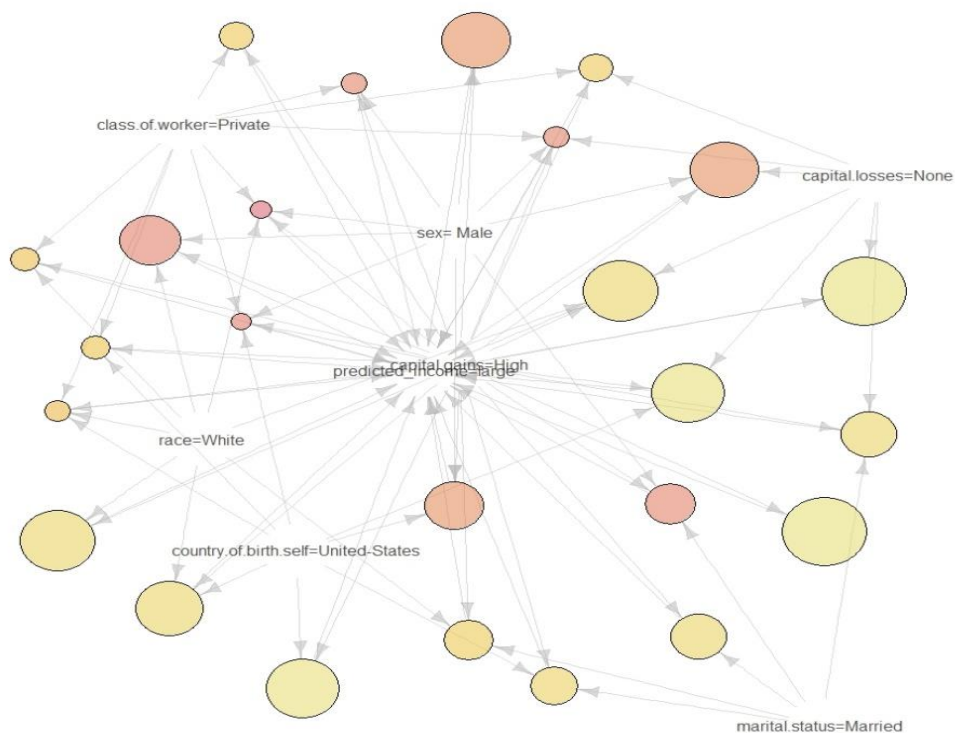 class.of.worker=Private
capital.losses=None
sex= Male
capital.gains=High
predicted_income=large
race=White
country.of.birth.self=United-States
marital.status=Married